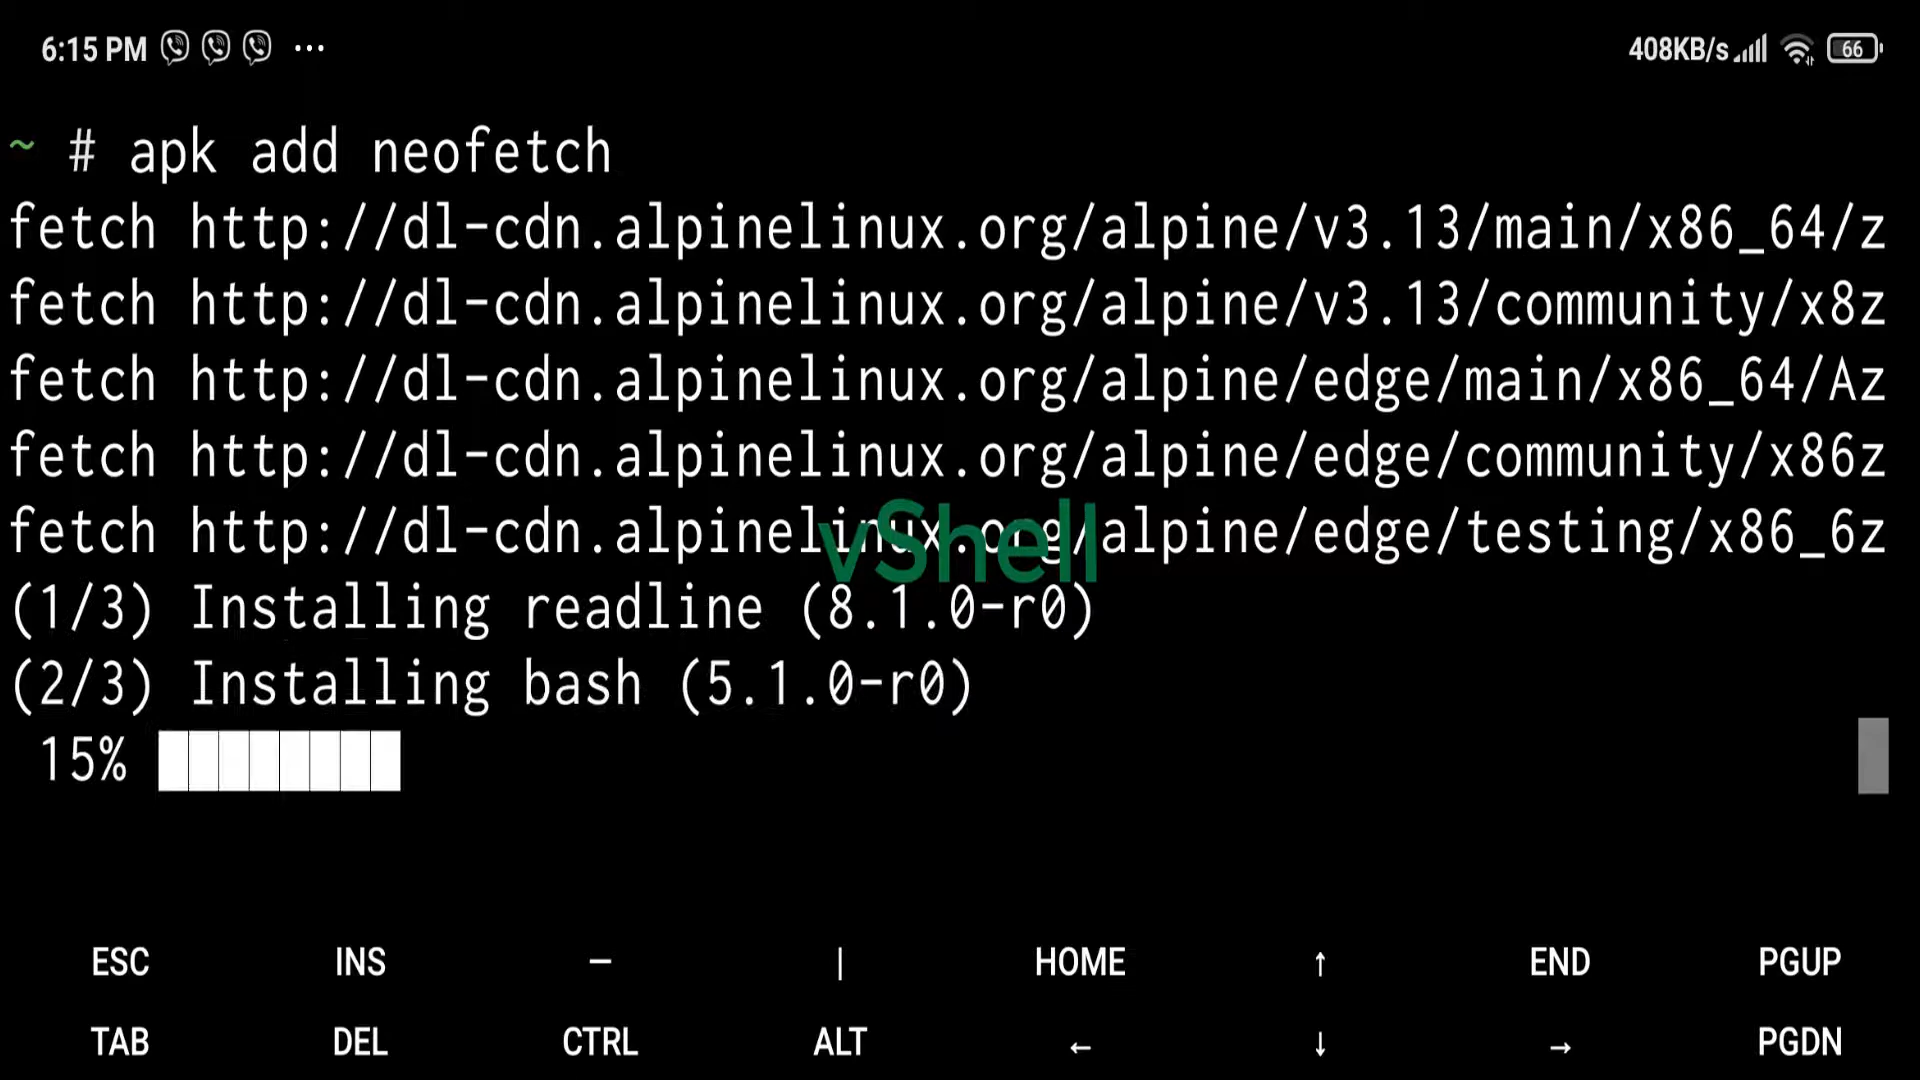 6:15 PM ... 408KB/s 66
~ # apk add neofetch
fetch http://dl-cdn.alpinelinux.org/alpine/v3.13/main/x86_64/z
fetch http://dl-cdn.alpinelinux.org/alpine/v3.13/community/x8z
fetch http://dl-cdn.alpinelinux.org/alpine/edge/main/x86_64/Az
fetch http://dl-cdn.alpinelinux.org/alpine/edge/community/x86z
fetch http://dl-cdn.alpinelinux.org/alpine/edge/testing/x86_6z
vShell
(1/3) Installing readline (8.1.0-r0)
(2/3) Installing bash (5.1.0-r0)
15%
ESC INS — | HOME ↑ END PGUP
TAB DEL CTRL ALT ← ↓ → PGDN